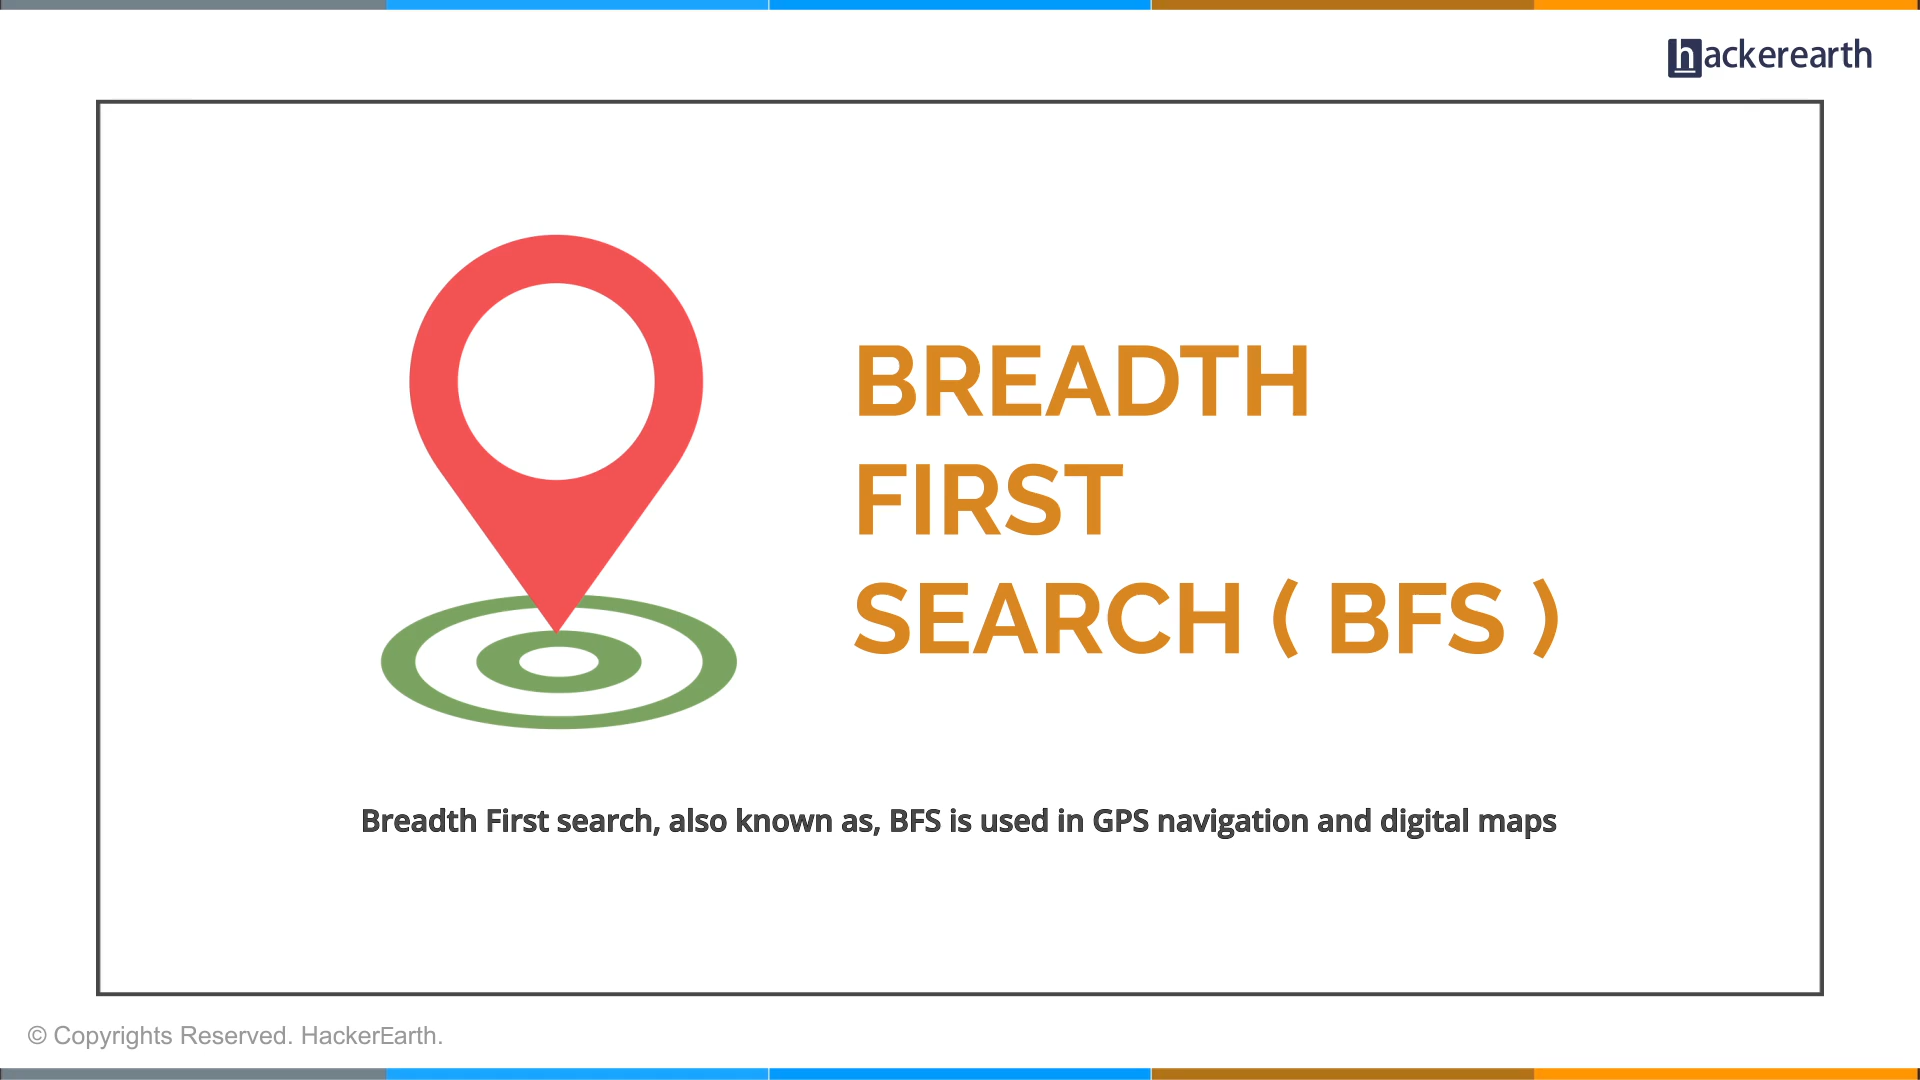 hackerearth
BREADTH
FIRST
SEARCH ( BFS )
Breadth First search, also known as, BFS is used in GPS navigation and digital maps
© Copyrights Reserved. HackerEarth.